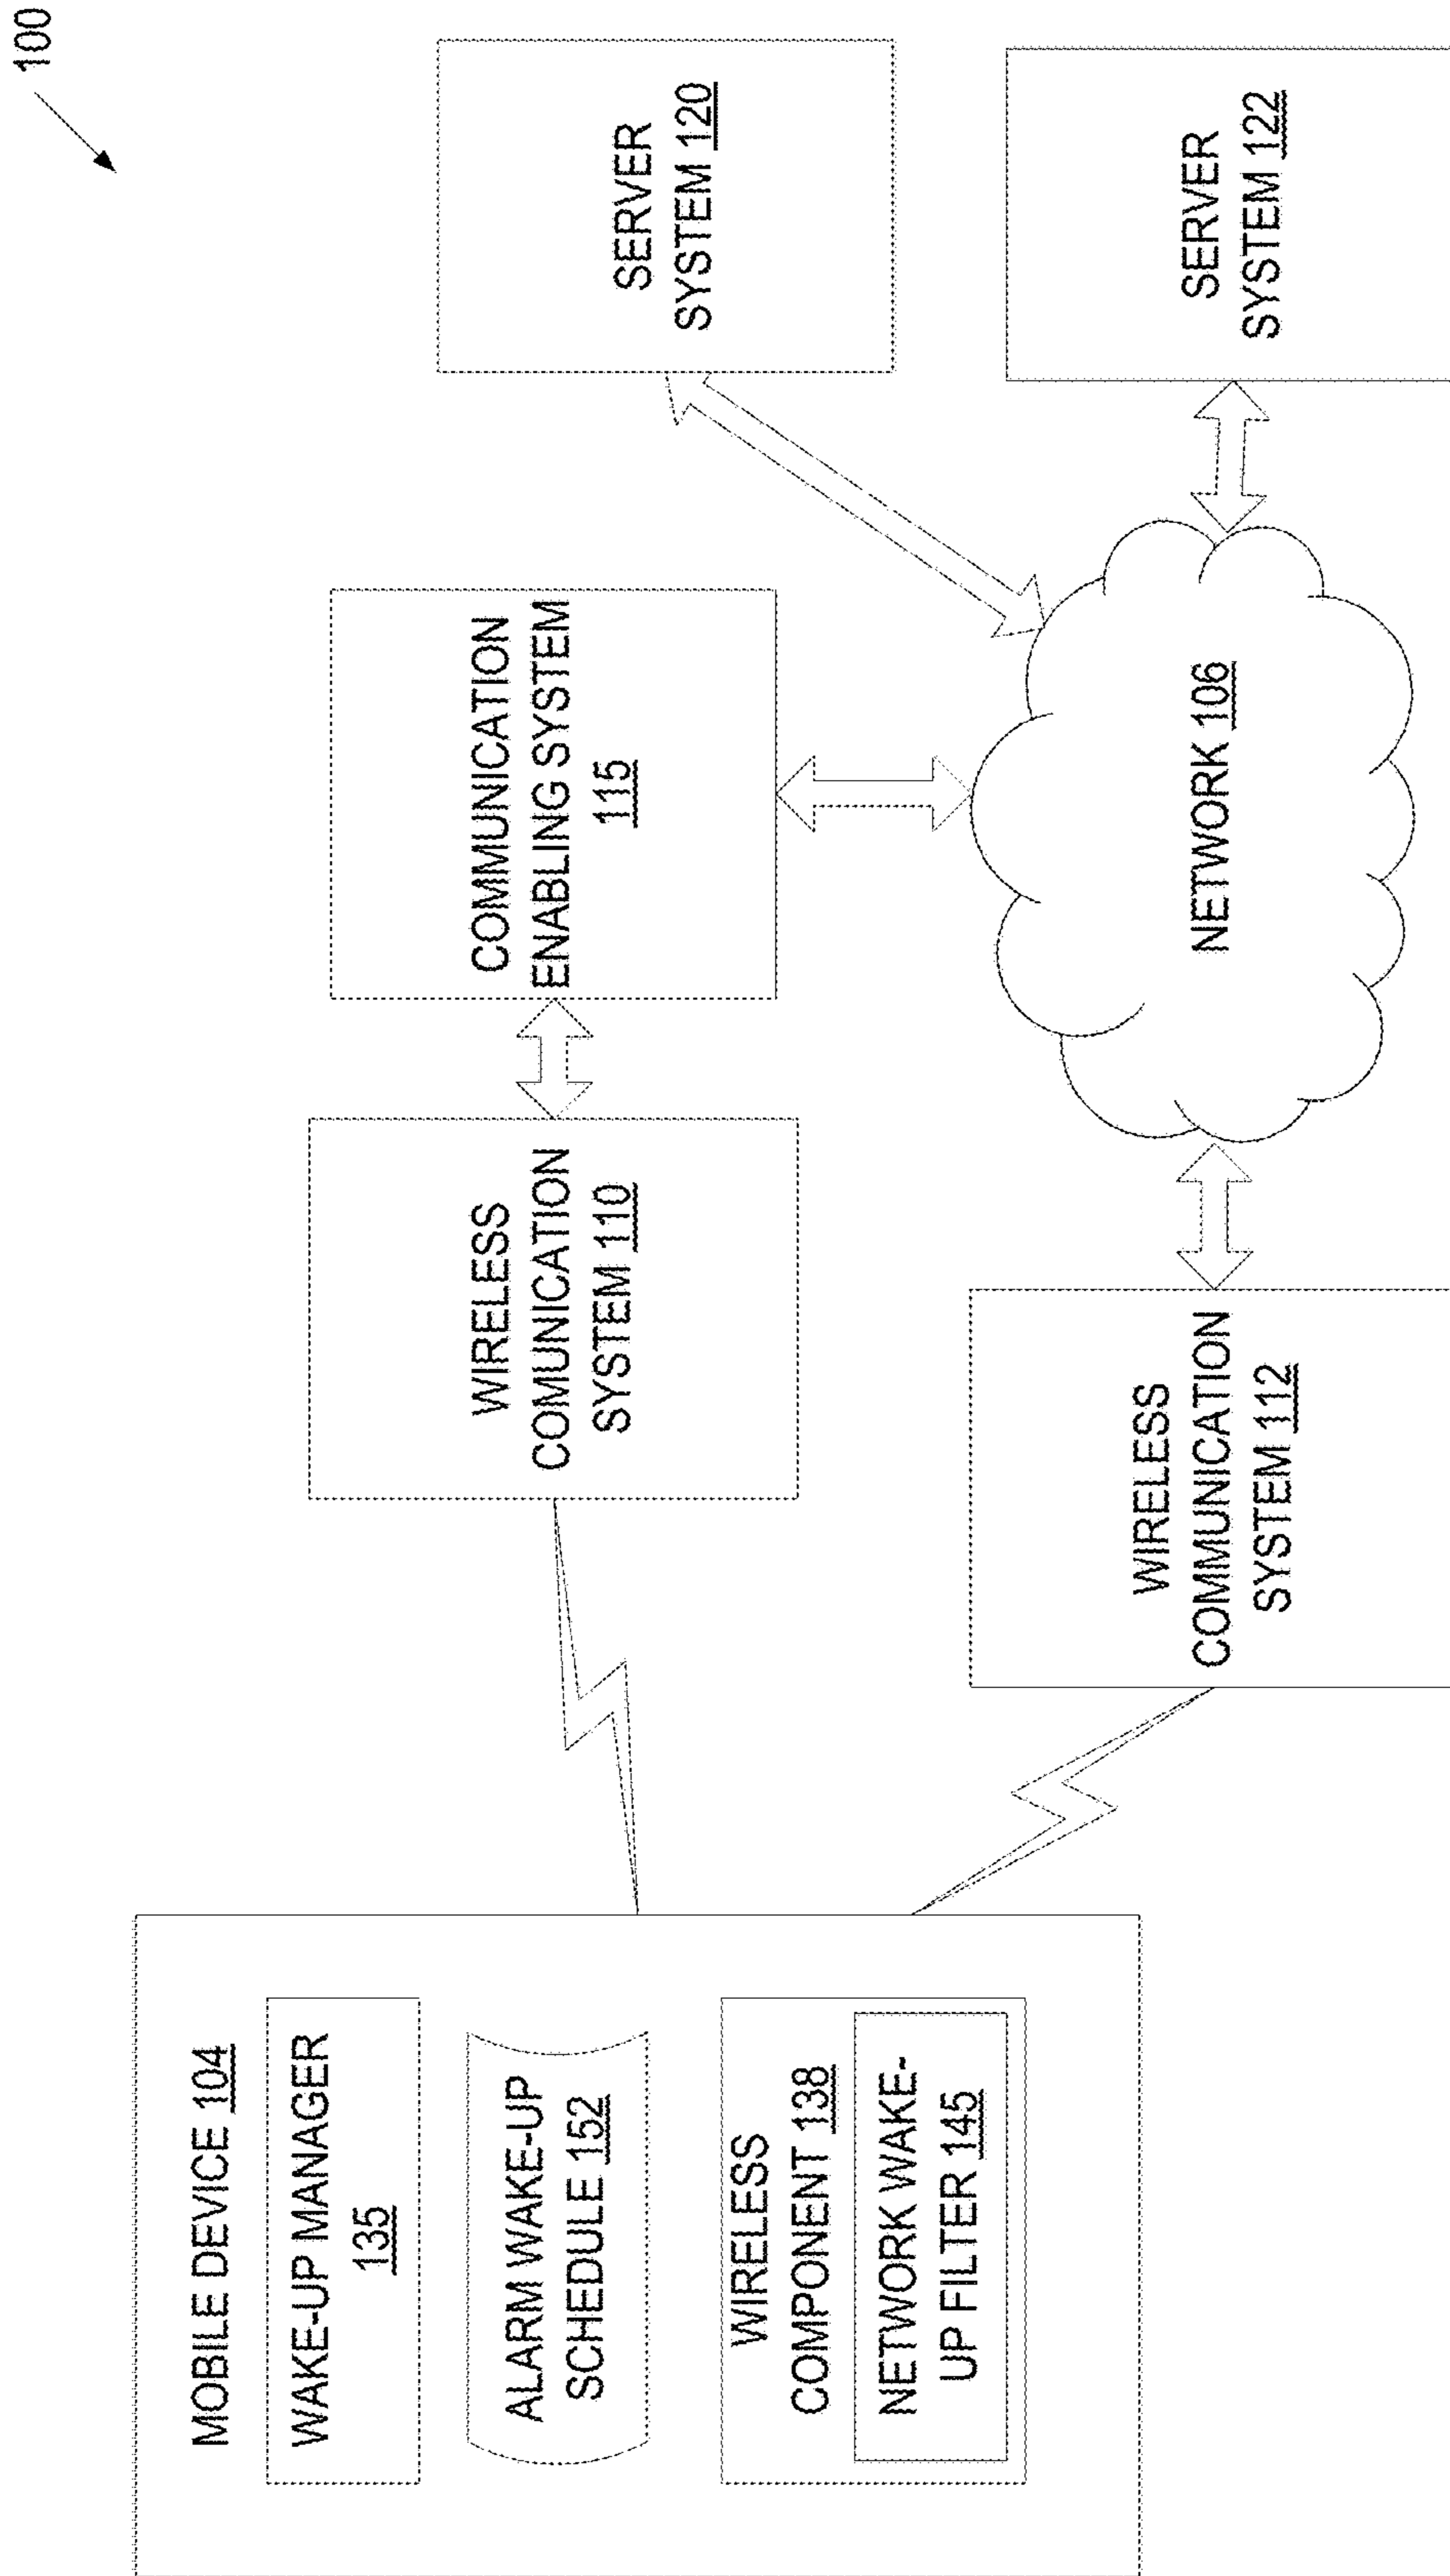 100
MOBILE DEVICE 104
WAKE-UP MANAGER
135
ALARM WAKE-UP
SCHEDULE 152
WIRELESS
COMPONENT 138
NETWORK WAKE-
UP FILTER 145
WIRELESS
COMUNICATION
SYSTEM 110
WIRELESS
COMMUNICATION
SYSTEM 112
COMMUNICATION
ENABLING SYSTEM
115
NETWORK 106
SERVER
SYSTEM 120
SERVER
SYSTEM 122